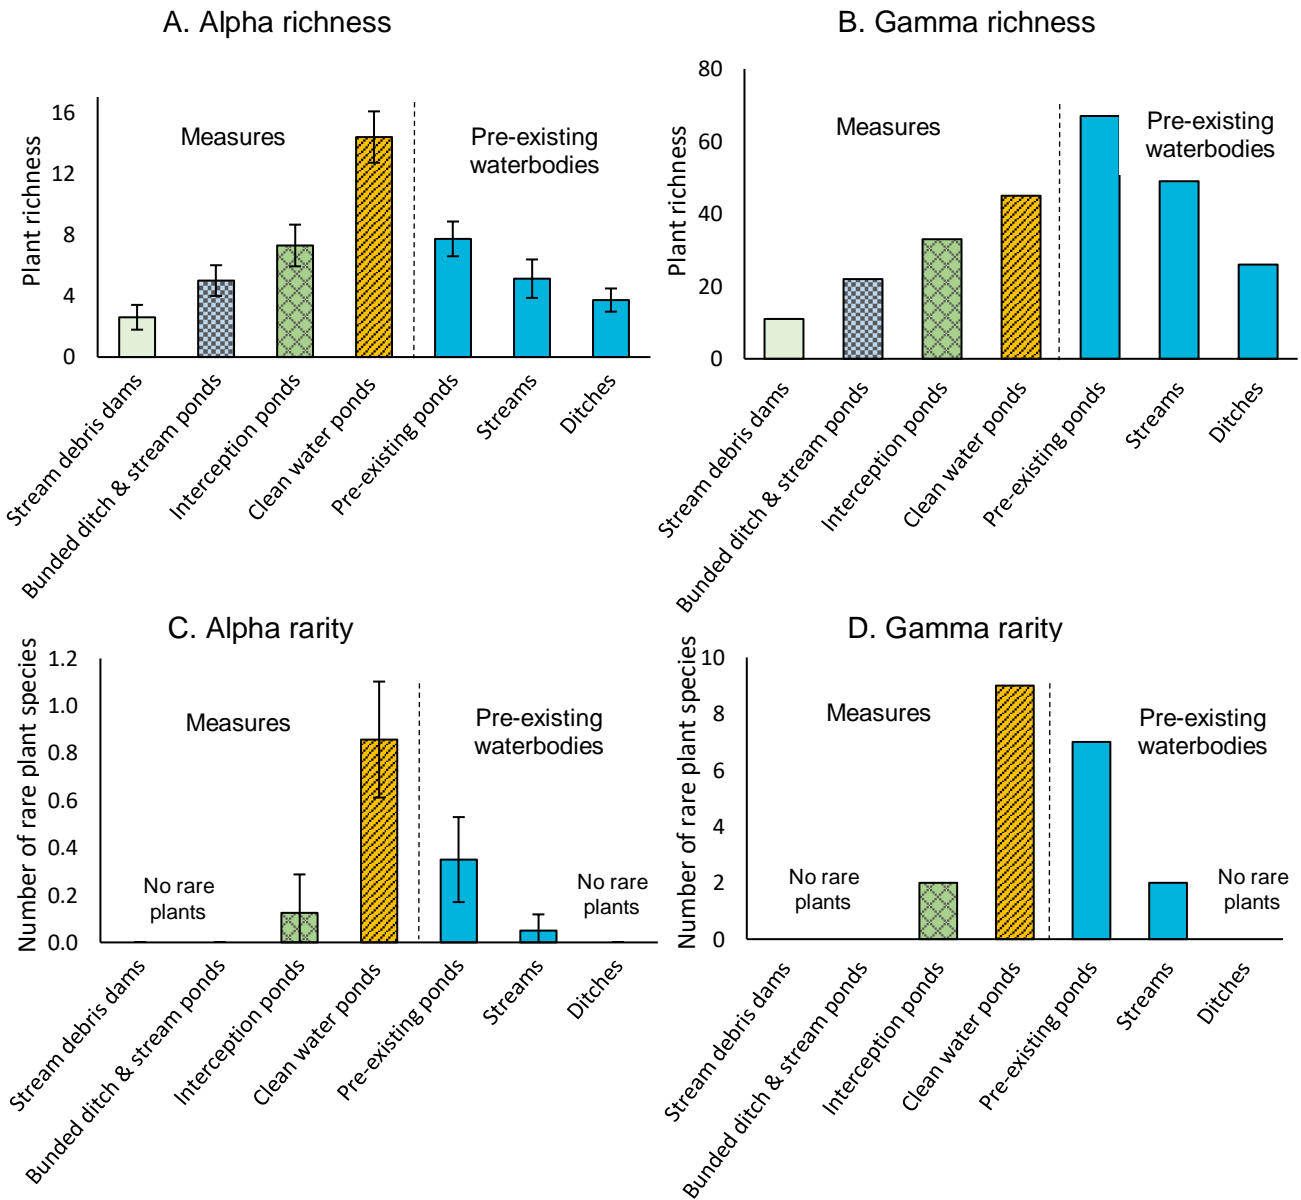 A. Alpha richness
Plant richness
16
12
8
4
0
Measures
Pre-existing
waterbodies
Stream debris dams
Bunded ditch & stream ponds
Interception ponds
Clean water ponds
Pre-existing ponds
Streams
Ditches
B. Gamma richness
Plant richness
80
60
40
20
0
Measures
Pre-existing
waterbodies
Stream debris dams
Bunded ditch & stream ponds
Interception ponds
Clean water ponds
Pre-existing ponds
Streams
Ditches
C. Alpha rarity
Number of rare plant species
1.2
1.0
0.8
0.6
0.4
0.2
0.0
Measures
Pre-existing
waterbodies
No rare
plants
No rare
plants
Stream debris dams
Bunded ditch & stream ponds
Interception ponds
Clean water ponds
Pre-existing ponds
Streams
Ditches
D. Gamma rarity
Number of rare plant species
10
8
6
4
2
0
Measures
Pre-existing
waterbodies
No rare
plants
No rare
plants
Stream debris dams
Bunded ditch & stream ponds
Interception ponds
Clean water ponds
Pre-existing ponds
Streams
Ditches